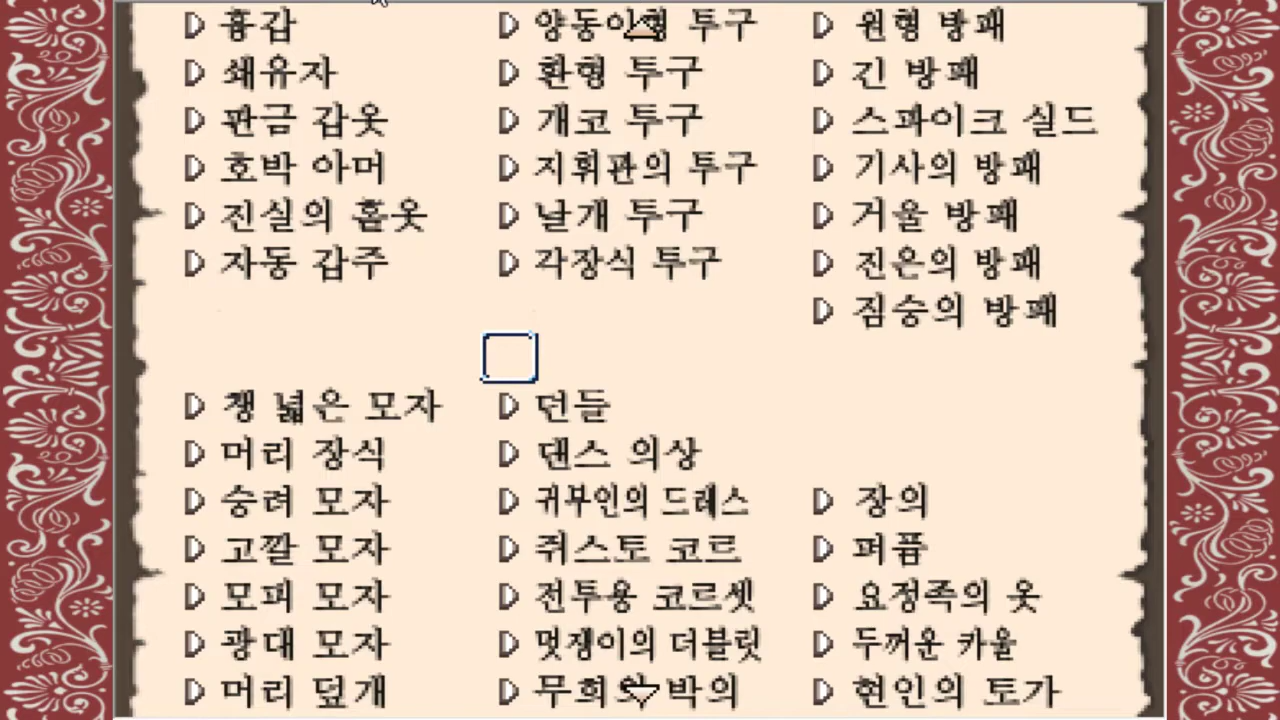 흉갑 양동이형 투구 원형 방패
쇄유자 환형 투구 긴 방패
판금 갑옷 개코 투구 스파이크 실드
호박 아머 지휘관의 투구 기사의 방패
진실의 홑옷 날개 투구 거울 방패
자동 갑주 각장식 투구 진은의 방패
짐승의 방패
챙 넓은 모자 던들
머리 장식 댄스 의상
승려 모자 귀부인의 드레스 장의
고깔 모자 쥐스토 코르 퍼퓸
모피 모자 전투용 코르셋 요정족의 옷
광대 모자 멋쟁이의 더블릿 두꺼운 카울
머리 덮개 무희의 박의 현인의 토가